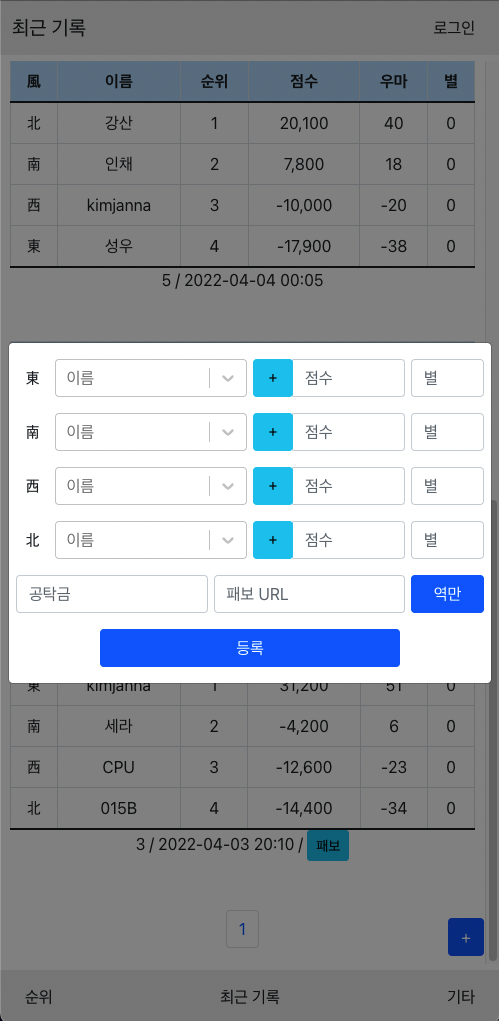 최근 기록 로그인
風 이름 순위 점수 우마 별
北 강산 1 20,100 40 0
南 인채 2 7,800 18 0
西 kimjanna 3 -10,000 -20 0
東 성우 4 -17,900 -38 0
5 / 2022-04-04 00:05
東 이름 + 점수 별
南 이름 + 점수 별
西 이름 + 점수 별
北 이름 + 점수 별
공탁금 패보 URL 역만
등록
東 kimjanna 1 31,200 51 0
南 세라 2 -4,200 6 0
西 CPU 3 -12,600 -23 0
北 015B 4 -14,400 -34 0
3 / 2022-04-03 20:10 / 패보
1
+
순위 최근 기록 기타